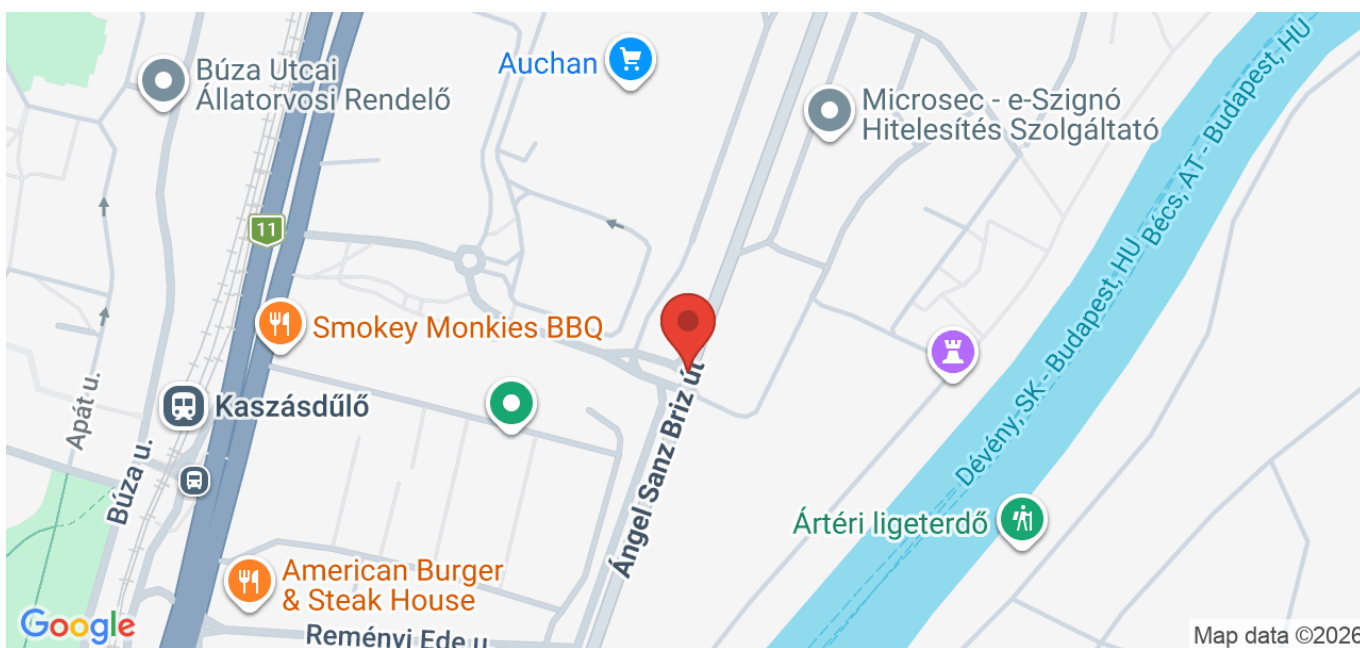 Búza Utcai
Állatorvosi Rendelő
Auchan
Microsec - e-Szignó
Hitelesítés Szolgáltató
11
Smokey Monkies BBQ
Kaszásdűlő
Apát u.
Búza u.
Ángel Sanz Briz út
Dévény, SK - Budapest, HU
Bécs, AT - Budapest, HU
Ártéri ligeterdő
American Burger
& Steak House
Reményi Ede u.
Google
Map data ©2026